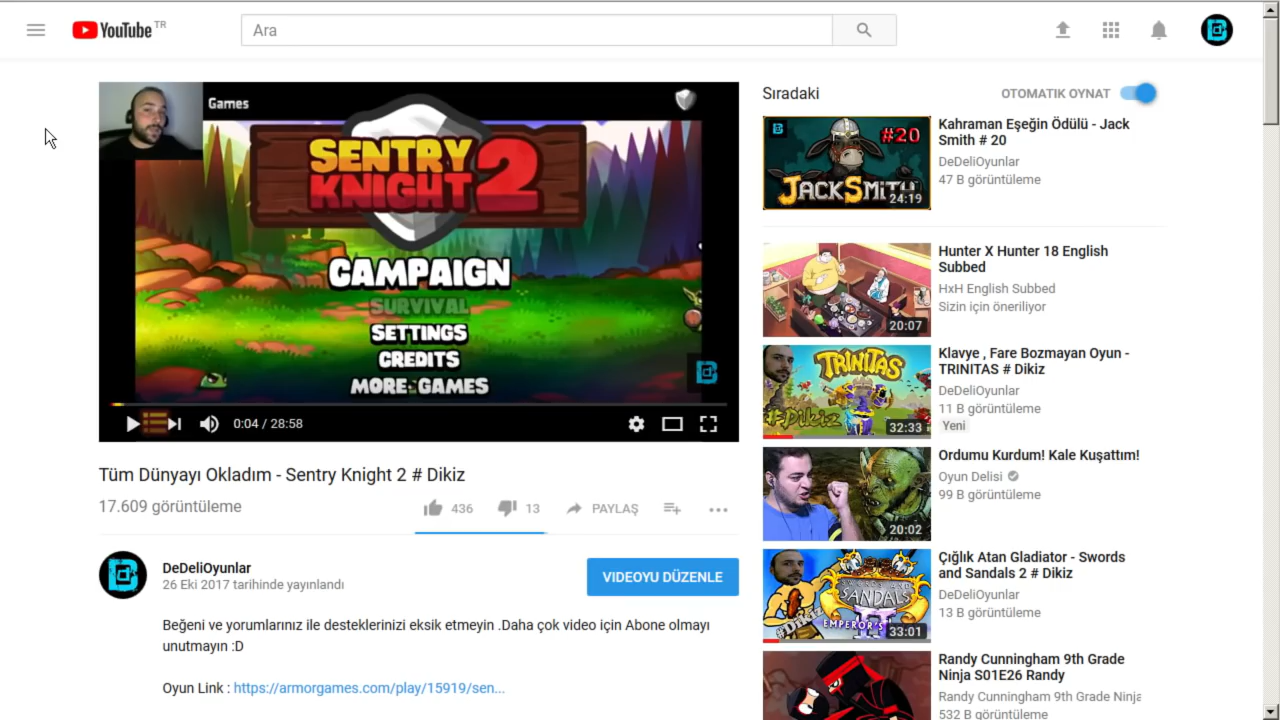 YouTube TR
Ara
Games
SENTRY
KNIGHT 2
CAMPAIGN
SURVIVAL
SETTINGS
CREDITS
MORE GAMES
0:04 / 28:58
Tüm Dünyayı Okladım - Sentry Knight 2 # Dikiz
17.609 görüntüleme
436
13
PAYLAŞ
DeDeliOyunlar
26 Eki 2017 tarihinde yayınlandı
VIDEOYU DÜZENLE
Beğeni ve yorumlarınız ile desteklerinizi eksik etmeyin .Daha çok video için Abone olmayı
unutmayın :D
Oyun Link : https://armorgames.com/play/15919/sen...
Sıradaki
OTOMATIK OYNAT
#20
JACKSMITH
24:19
Kahraman Eşeğin Ödülü - Jack
Smith # 20
DeDeliOyunlar
47 B görüntüleme
20:07
Hunter X Hunter 18 English
Subbed
HxH English Subbed
Sizin için öneriliyor
TRINITAS
#Dikiz
32:33
Klavye , Fare Bozmayan Oyun -
TRINITAS # Dikiz
DeDeliOyunlar
11 B görüntüleme
Yeni
20:02
Ordumu Kurdum! Kale Kuşattım!
Oyun Delisi
99 B görüntüleme
SWORDS AND
SANDALS
EMPEROR'S
#DİKİZ
33:01
Çığlık Atan Gladiator - Swords
and Sandals 2 # Dikiz
DeDeliOyunlar
13 B görüntüleme
Randy Cunningham 9th Grade
Ninja S01E26 Randy
Randy Cunningham 9th Grade Ninja
532 B görüntüleme